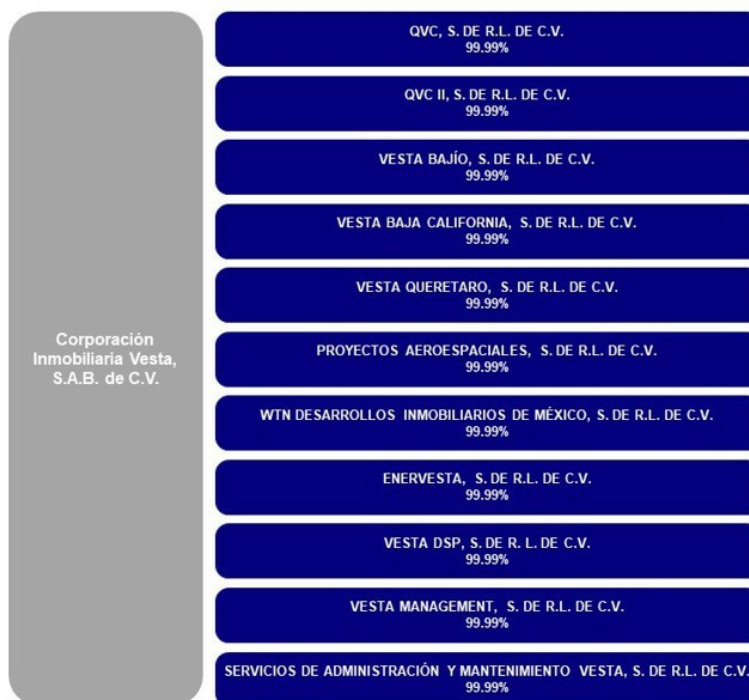 Corporación
Inmobiliaria Vesta,
S.A.B. de C.V.
QVC, S. DE R.L. DE C.V.
99.99%
QVC II, S. DE R.L. DE C.V.
99.99%
VESTA BAJÍO, S. DE R.L. DE C.V.
99.99%
VESTA BAJA CALIFORNIA, S. DE R.L. DE C.V.
99.99%
VESTA QUERETARO, S. DE R.L. DE C.V.
99.99%
PROYECTOS AEROESPACIALES, S. DE R.L. DE C.V.
99.99%
WTN DESARROLLOS INMOBILIARIOS DE MÉXICO, S. DE R.L. DE C.V.
99.99%
ENERVESTA, S. DE R.L. DE C.V.
99.99%
VESTA DSP, S. DE R. L. DE C.V.
99.99%
VESTA MANAGEMENT, S. DE R.L. DE C.V.
99.99%
SERVICIOS DE ADMINISTRACIÓN Y MANTENIMIENTO VESTA, S. DE R.L. DE C.V.
99.99%